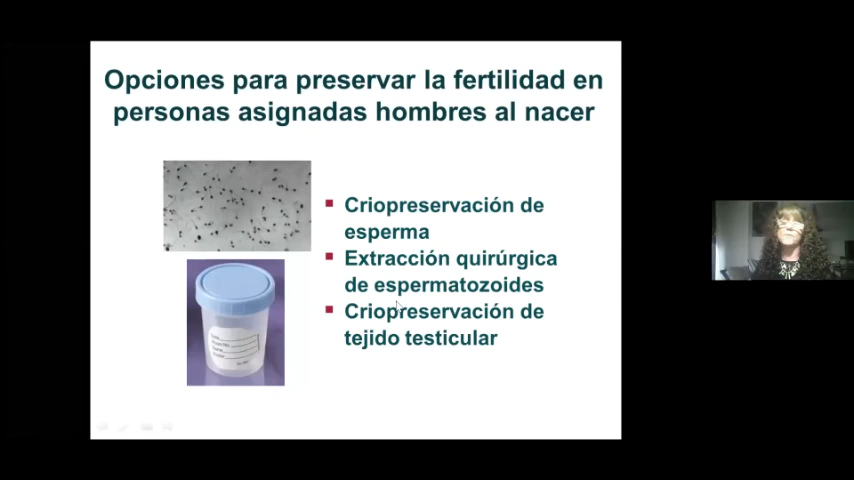 Opciones para preservar la fertilidad en
personas asignadas hombres al nacer
Criopreservación de
esperma
Extracción quirúrgica
de espermatozoides
Criopreservación de
tejido testicular